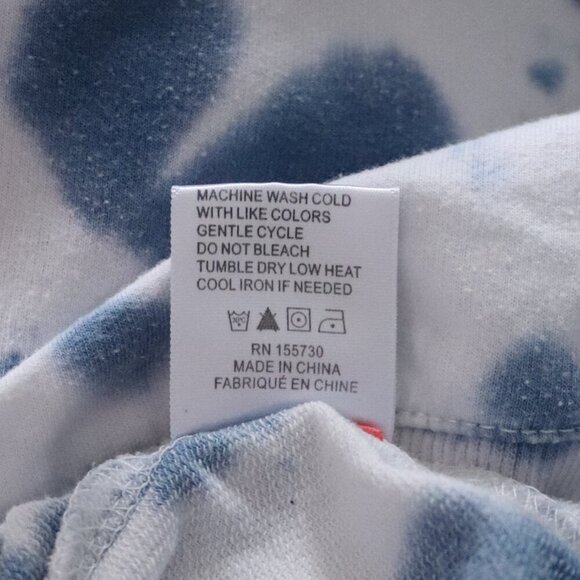 MACHINE WASH COLD
WITH LIKE COLORS
GENTLE CYCLE
DO NOT BLEACH
TUMBLE DRY LOW HEAT
COOL IRON IF NEEDED
30°C
RN 155730
MADE IN CHINA
FABRIQUÉ EN CHINE